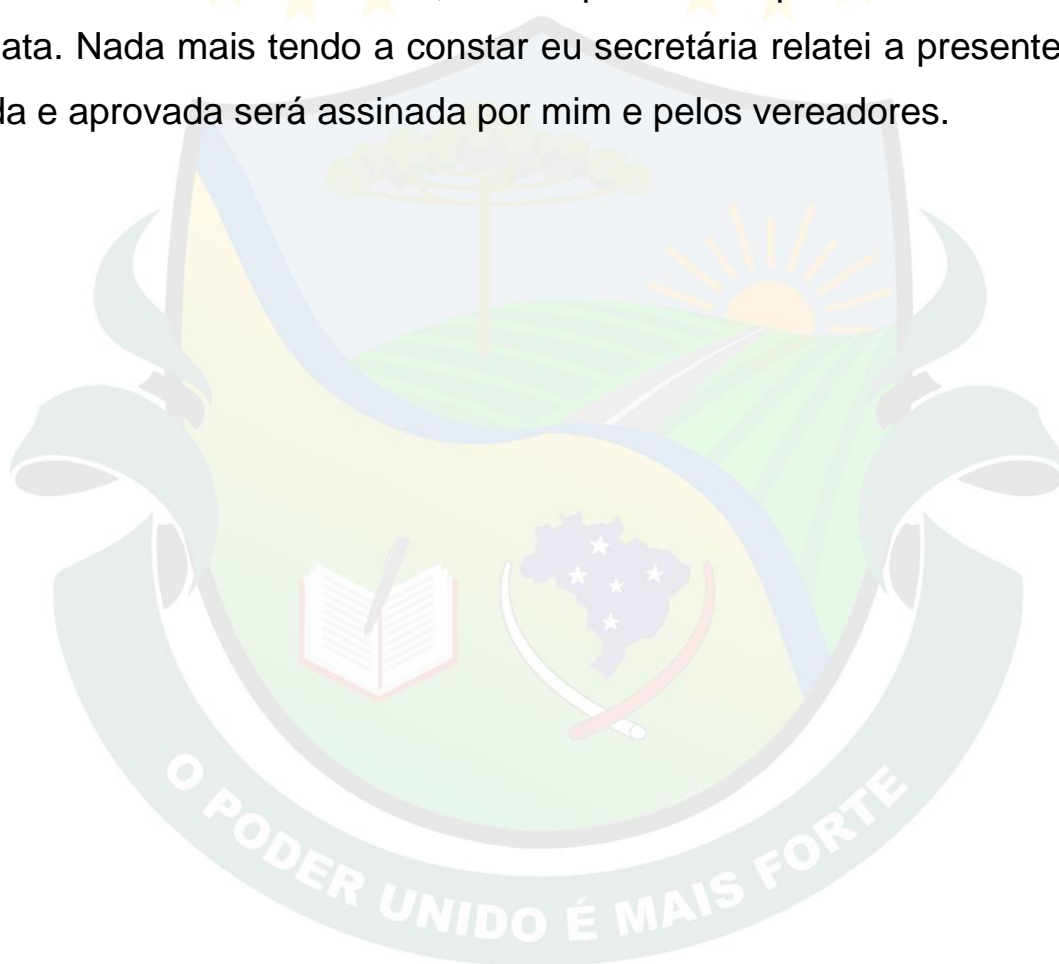 ata. Nada mais tendo a constar eu secretária relatei a presente
da e aprovada será assinada por mim e pelos vereadores.
O PODER UNIDO É MAIS FORTE